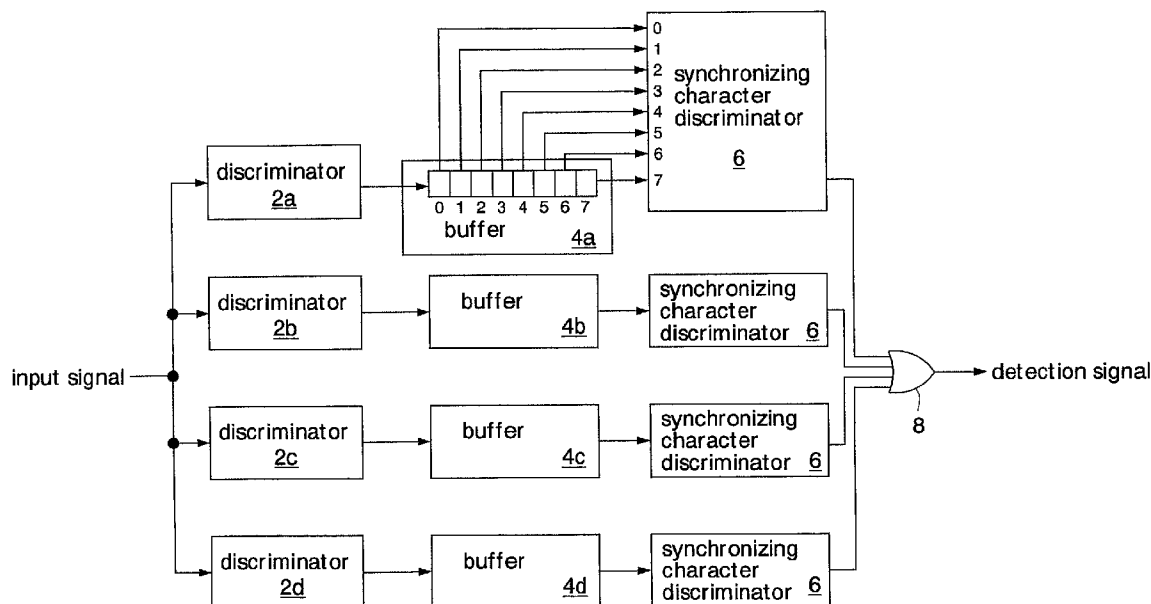 0
1
2
3
4
5
6
7
synchronizing
character
discriminator
6
discriminator
2a
0 1 2 3 4 5 6 7
buffer
4a
discriminator
2b
buffer
4b
synchronizing
character
discriminator 6
input signal
detection signal
8
discriminator
2c
buffer
4c
synchronizing
character
discriminator 6
discriminator
2d
buffer
4d
synchronizing
character
discriminator 6